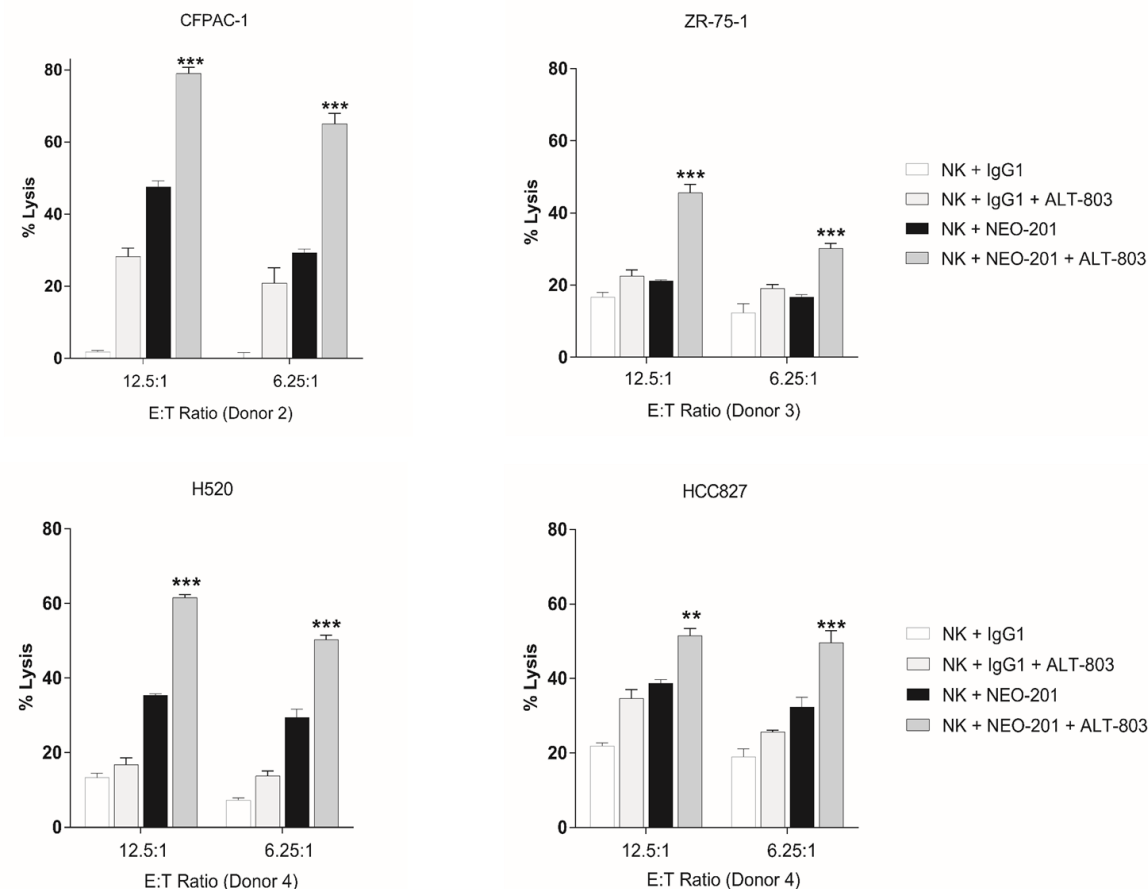 CFPAC-1
80
60
40
20
0
% Lysis
***
***
12.5:1
6.25:1
E:T Ratio (Donor 2)
ZR-75-1
80
60
40
20
0
% Lysis
***
***
12.5:1
6.25:1
E:T Ratio (Donor 3)
NK + IgG1
NK + IgG1 + ALT-803
NK + NEO-201
NK + NEO-201 + ALT-803
H520
80
60
40
20
0
% Lysis
***
***
12.5:1
6.25:1
E:T Ratio (Donor 4)
HCC827
80
60
40
20
0
% Lysis
**
***
12.5:1
6.25:1
E:T Ratio (Donor 4)
NK + IgG1
NK + IgG1 + ALT-803
NK + NEO-201
NK + NEO-201 + ALT-803